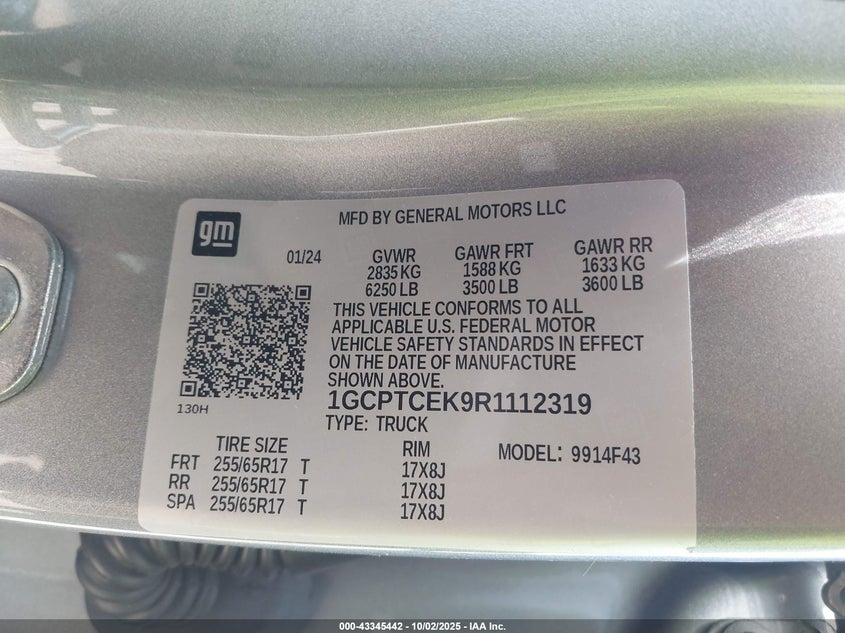 gm
MFD BY GENERAL MOTORS LLC
01/24 GVWR GAWR FRT GAWR RR
2835 KG 1588 KG 1633 KG
6250 LB 3500 LB 3600 LB
THIS VEHICLE CONFORMS TO ALL
APPLICABLE U.S. FEDERAL MOTOR
VEHICLE SAFETY STANDARDS IN EFFECT
ON THE DATE OF MANUFACTURE
SHOWN ABOVE.
130H
1GCPTCEK9R1112319
TYPE: TRUCK
TIRE SIZE RIM MODEL: 9914F43
FRT 255/65R17 T 17X8J
RR 255/65R17 T 17X8J
SPA 255/65R17 T 17X8J
000-43345442 - 10/02/2025 - IAA Inc.